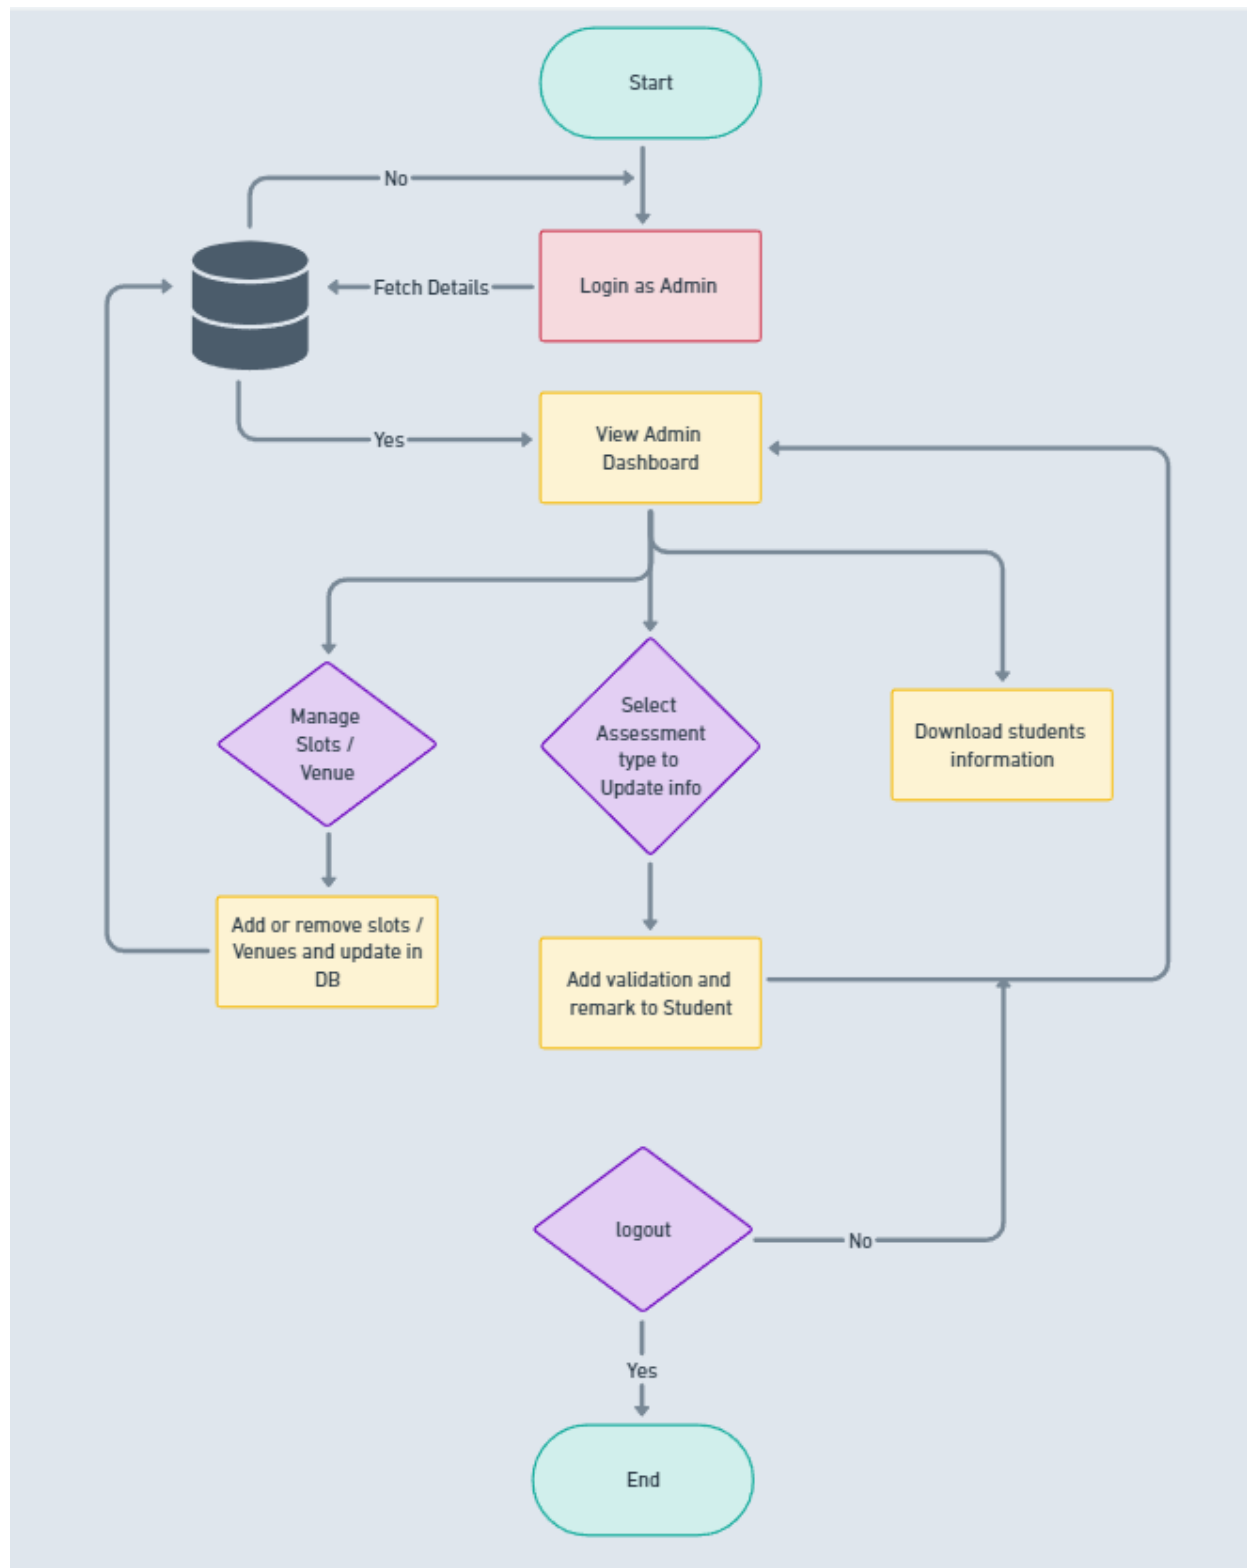 Start
No
Fetch Details
Login as Admin
Yes
View Admin
Dashboard
Manage
Slots /
Venue
Select
Assessment
type to
Update info
Download students
information
Add or remove slots /
Venues and update in
DB
Add validation and
remark to Student
logout
No
Yes
End